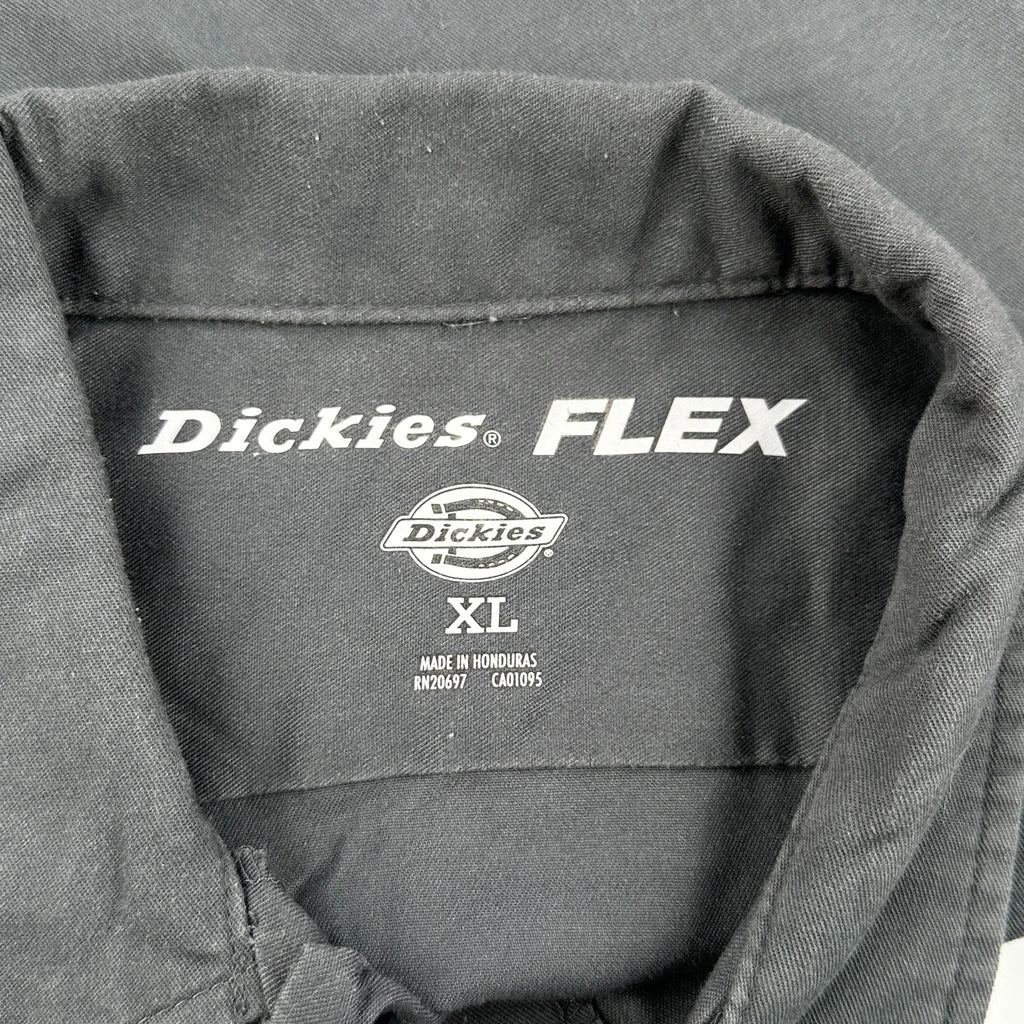 Dickies® FLEX
Dickies®
XL
MADE IN HONDURAS
RN20697 CA01095